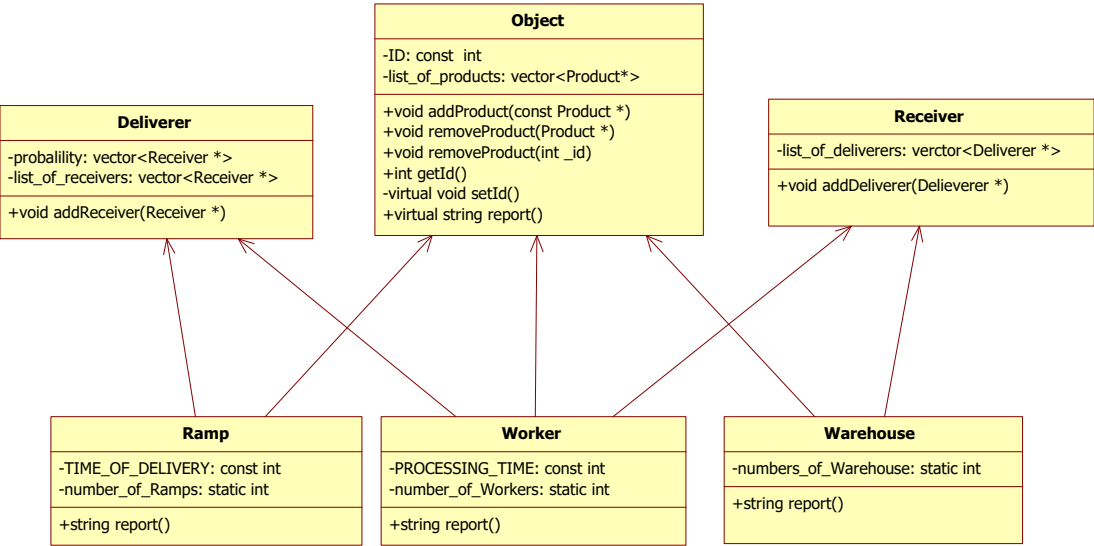 Object
-ID: const  int
-list_of_products: vector<Product*>
+void addProduct(const Product *)
+void removeProduct(Product *)
+void removeProduct(int _id)
+int getId()
-virtual void setId()
+virtual string report()
Deliverer
-probalility: vector<Receiver *>
-list_of_receivers: vector<Receiver *>
+void addReceiver(Receiver *)
Receiver
-list_of_deliverers: verctor<Deliverer *>
+void addDeliverer(Delieverer *)
Ramp
-TIME_OF_DELIVERY: const int
-number_of_Ramps: static int
+string report()
Worker
-PROCESSING_TIME: const int
-number_of_Workers: static int
+string report()
Warehouse
-numbers_of_Warehouse: static int
+string report()